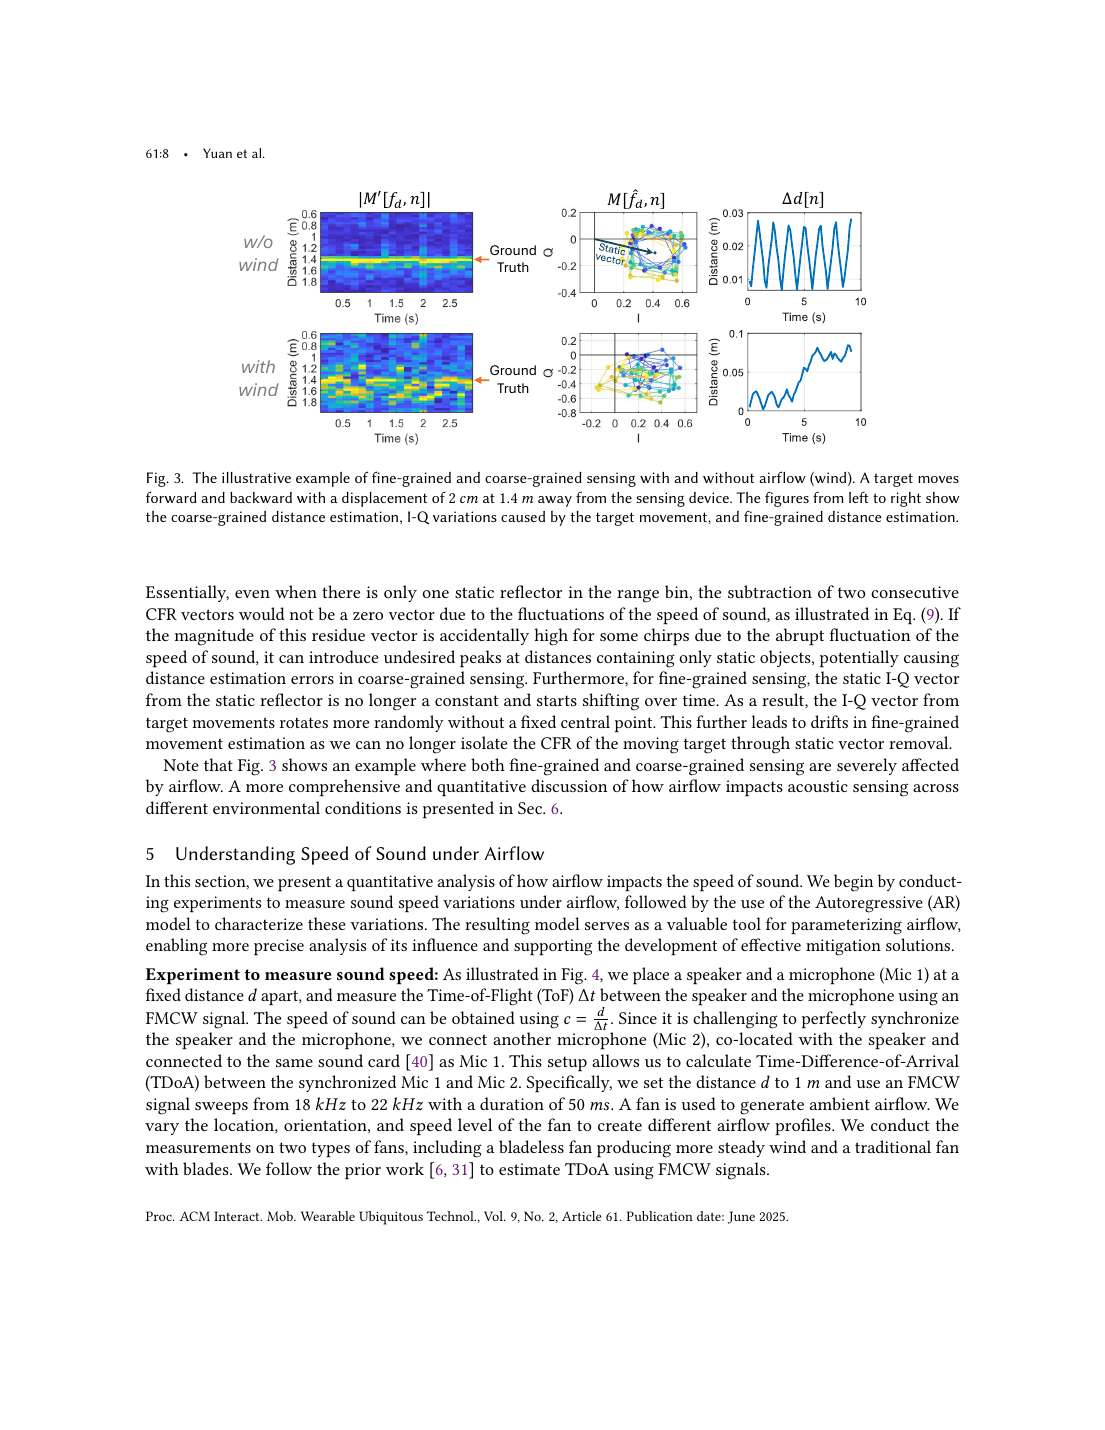 61:8 • Yuan et al.
|M′[f_d, n]|
M[f̂_d, n]
Δd[n]
w/o
wind
Distance (m)
0.6
0.8
1
1.2
1.4
1.6
1.8
0.5 1 1.5 2 2.5
Time (s)
Ground
Truth
Q
0.2
0
-0.2
-0.4
Static
vector
0 0.2 0.4 0.6
I
Distance (m)
0.03
0.02
0.01
0 5 10
Time (s)
with
wind
Distance (m)
0.6
0.8
1
1.2
1.4
1.6
1.8
0.5 1 1.5 2 2.5
Time (s)
Ground
Truth
Q
0.2
0
-0.2
-0.4
-0.6
-0.8
-0.2 0 0.2 0.4 0.6
I
Distance (m)
0.1
0.05
0
0 5 10
Time (s)
Fig. 3. The illustrative example of fine-grained and coarse-grained sensing with and without airflow (wind). A target moves
forward and backward with a displacement of 2 cm at 1.4 m away from the sensing device. The figures from left to right show
the coarse-grained distance estimation, I-Q variations caused by the target movement, and fine-grained distance estimation.
Essentially, even when there is only one static reflector in the range bin, the subtraction of two consecutive
CFR vectors would not be a zero vector due to the fluctuations of the speed of sound, as illustrated in Eq. (9). If
the magnitude of this residue vector is accidentally high for some chirps due to the abrupt fluctuation of the
speed of sound, it can introduce undesired peaks at distances containing only static objects, potentially causing
distance estimation errors in coarse-grained sensing. Furthermore, for fine-grained sensing, the static I-Q vector
from the static reflector is no longer a constant and starts shifting over time. As a result, the I-Q vector from
target movements rotates more randomly without a fixed central point. This further leads to drifts in fine-grained
movement estimation as we can no longer isolate the CFR of the moving target through static vector removal.
Note that Fig. 3 shows an example where both fine-grained and coarse-grained sensing are severely affected
by airflow. A more comprehensive and quantitative discussion of how airflow impacts acoustic sensing across
different environmental conditions is presented in Sec. 6.
5 Understanding Speed of Sound under Airflow
In this section, we present a quantitative analysis of how airflow impacts the speed of sound. We begin by conduct-
ing experiments to measure sound speed variations under airflow, followed by the use of the Autoregressive (AR)
model to characterize these variations. The resulting model serves as a valuable tool for parameterizing airflow,
enabling more precise analysis of its influence and supporting the development of effective mitigation solutions.
Experiment to measure sound speed: As illustrated in Fig. 4, we place a speaker and a microphone (Mic 1) at a
fixed distance d apart, and measure the Time-of-Flight (ToF) Δt between the speaker and the microphone using an
FMCW signal. The speed of sound can be obtained using c = d/Δt. Since it is challenging to perfectly synchronize
the speaker and the microphone, we connect another microphone (Mic 2), co-located with the speaker and
connected to the same sound card [40] as Mic 1. This setup allows us to calculate Time-Difference-of-Arrival
(TDoA) between the synchronized Mic 1 and Mic 2. Specifically, we set the distance d to 1 m and use an FMCW
signal sweeps from 18 kHz to 22 kHz with a duration of 50 ms. A fan is used to generate ambient airflow. We
vary the location, orientation, and speed level of the fan to create different airflow profiles. We conduct the
measurements on two types of fans, including a bladeless fan producing more steady wind and a traditional fan
with blades. We follow the prior work [6, 31] to estimate TDoA using FMCW signals.
Proc. ACM Interact. Mob. Wearable Ubiquitous Technol., Vol. 9, No. 2, Article 61. Publication date: June 2025.